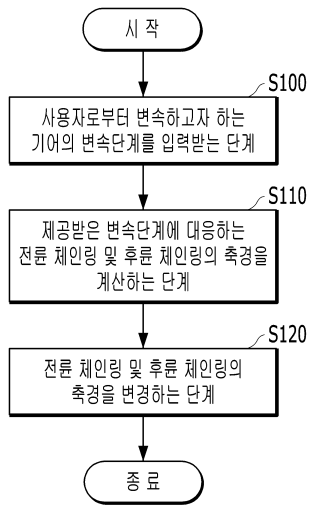 시 작
S100
사용자로부터 변속하고자 하는
기어의 변속단계를 입력받는 단계
S110
제공받은 변속단계에 대응하는
전륜 체인링 및 후륜 체인링의 축경을
계산하는 단계
S120
전륜 체인링 및 후륜 체인링의
축경을 변경하는 단계
종 료